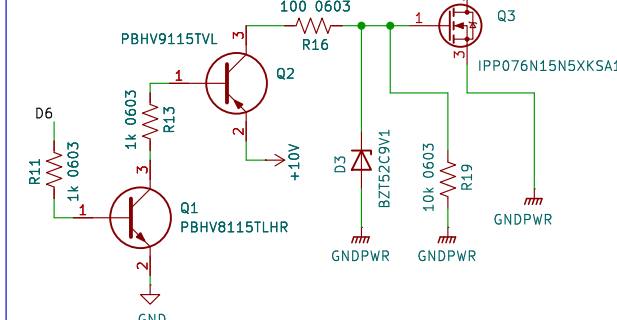 100 0603
R16
Q3
1
3
IPP076N15N5XKSA1
PBHV9115TVL
3
Q2
1
2
+10V
D6
R11
1k 0603
1k 0603
R13
1
3
Q1
PBHV8115TLHR
2
GND
D3
BZT52C9V1
GNDPWR
10k 0603
R19
GNDPWR
GNDPWR